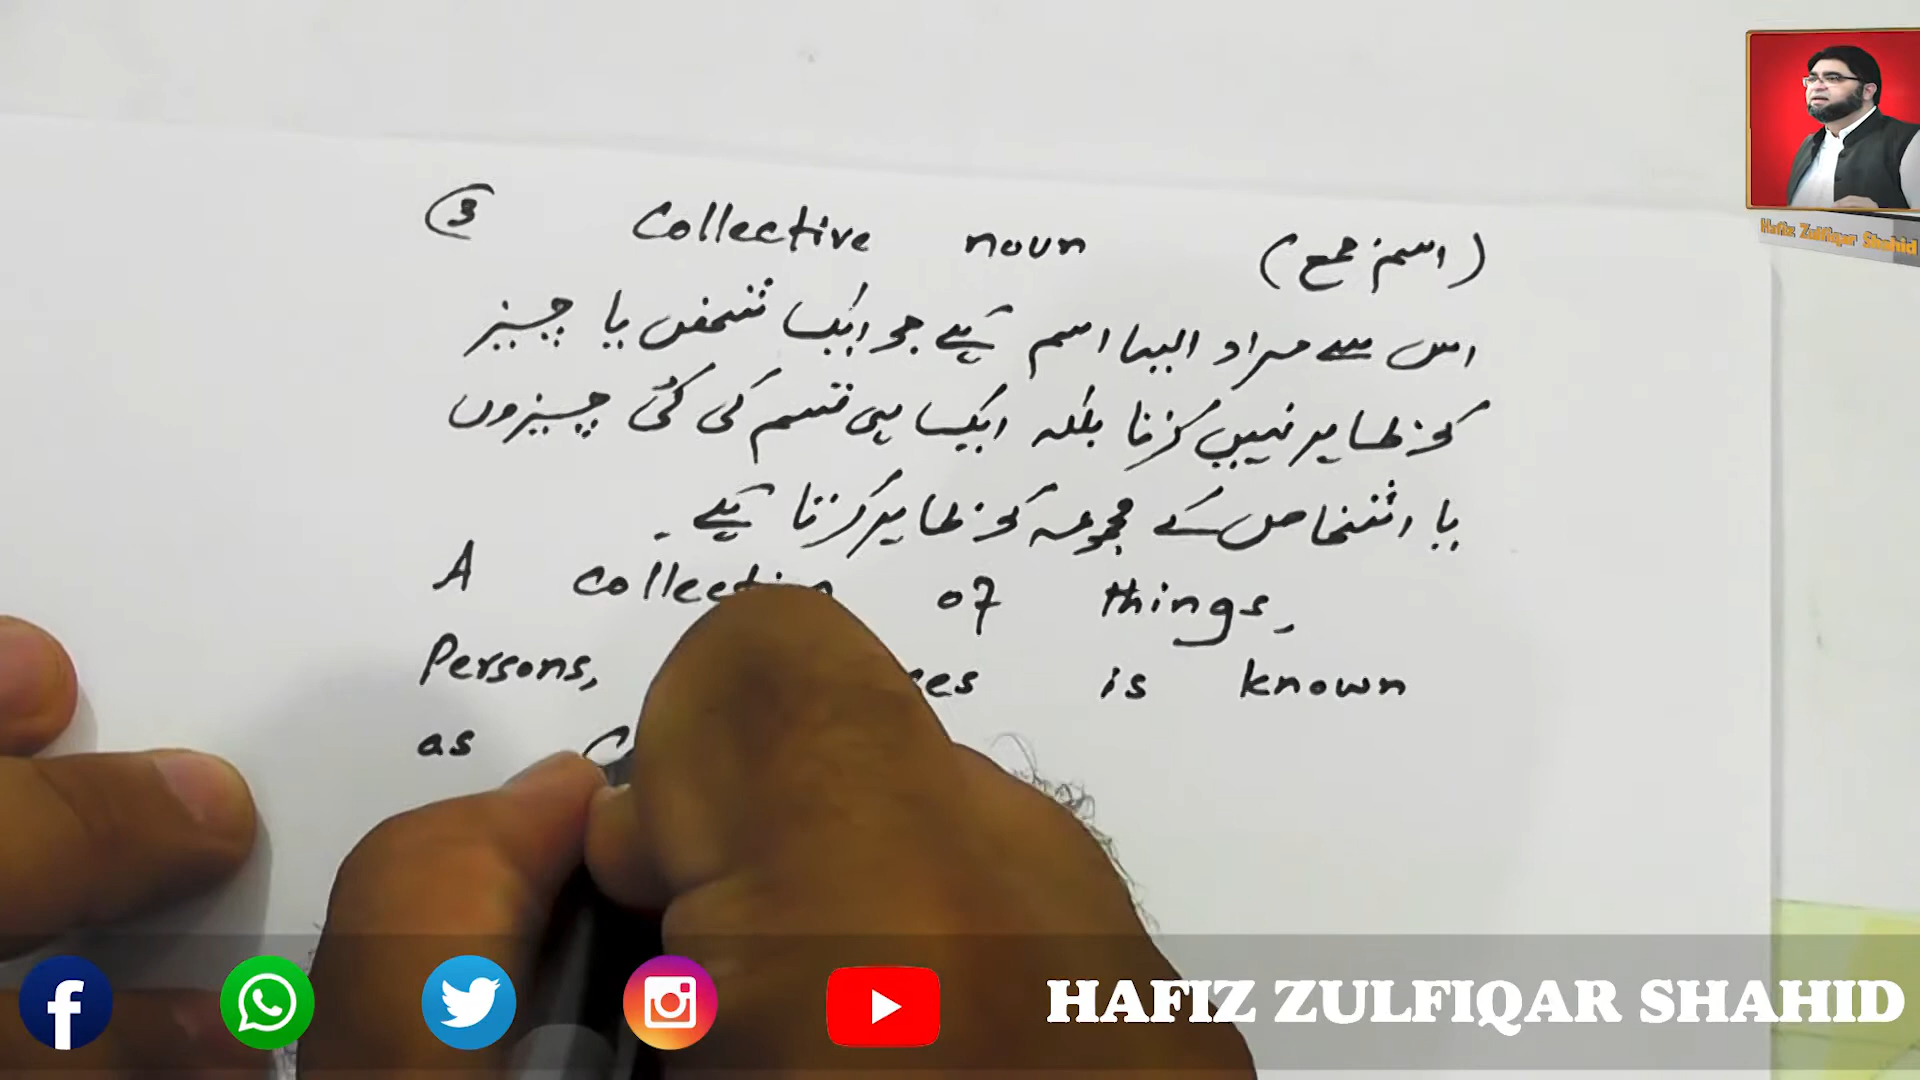 ③ Collective noun (اسم جمع)
اس سے مراد ایسا اسم ہے جو ایک شخص یا چیز
کو ظاہر نہیں کرتا بلکہ ایک ہی قسم کی کئی چیزوں
یا اشخاص کے مجموعہ کو ظاہر کرتا ہے۔
A of things,
Persons, is known
as
Hafiz Zulfiqar Shahid
HAFIZ ZULFIQAR SHAHID